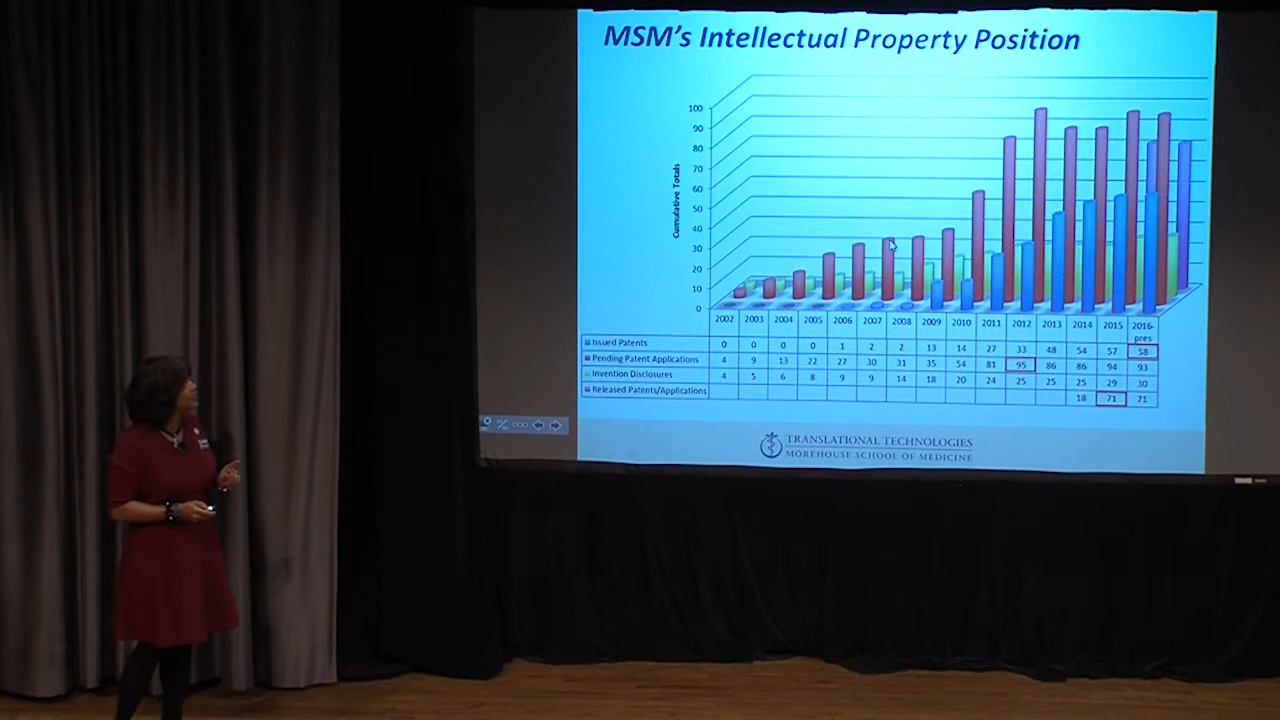 MSM's Intellectual Property Position
Cumulative Totals
100
90
80
70
60
50
40
30
20
10
0
2002 2003 2004 2005 2006 2007 2008 2009 2010 2011 2012 2013 2014 2015 2016-pres
Issued Patents 0 0 0 0 1 2 2 13 14 27 33 48 54 57 58
Pending Patent Applications 4 9 13 22 27 30 31 35 54 81 95 86 86 94 93
Invention Disclosures 4 5 6 8 9 9 14 18 20 24 25 25 25 29 30
Released Patents/Applications 18 71 71
TRANSLATIONAL TECHNOLOGIES
MOREHOUSE SCHOOL OF MEDICINE